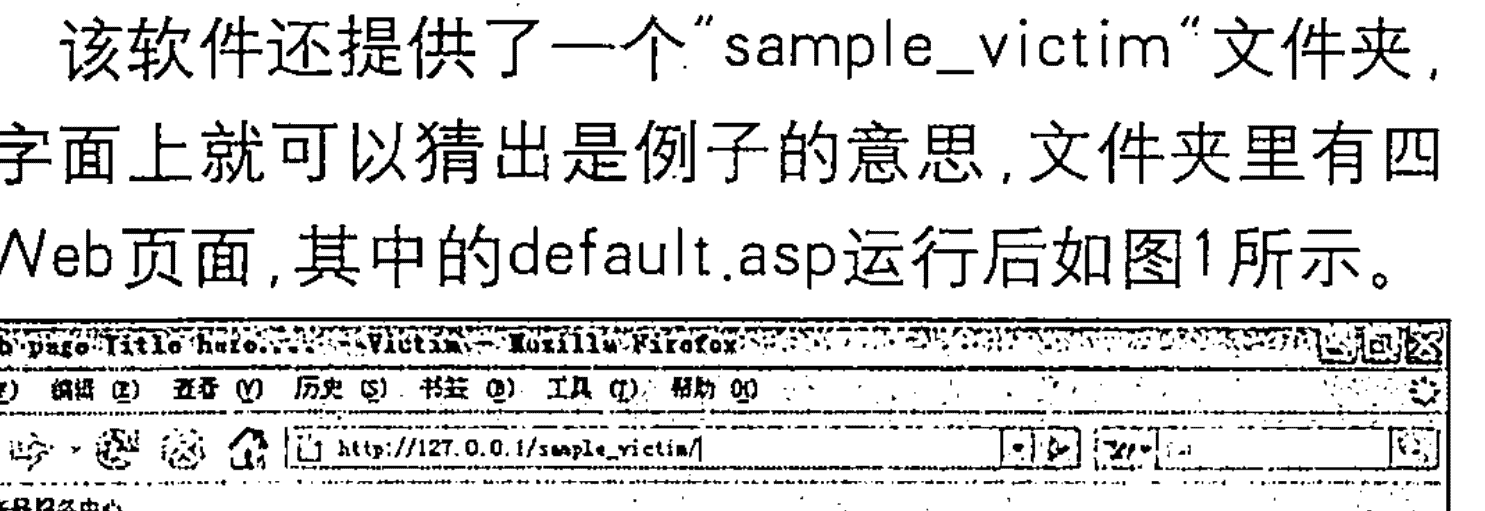 该软件还提供了一个“sample_victim“文件夹，
字面上就可以猜出是例子的意思，文件夹里有四
Web页面，其中的default.asp运行后如图1所示。
b page Title here.... - Victim - Mozilla Firefox
编辑 (E) 查看 (V) 历史 (S) 书签 (B) 工具 (T) 帮助 (H)
http://127.0.0.1/sample_victim/